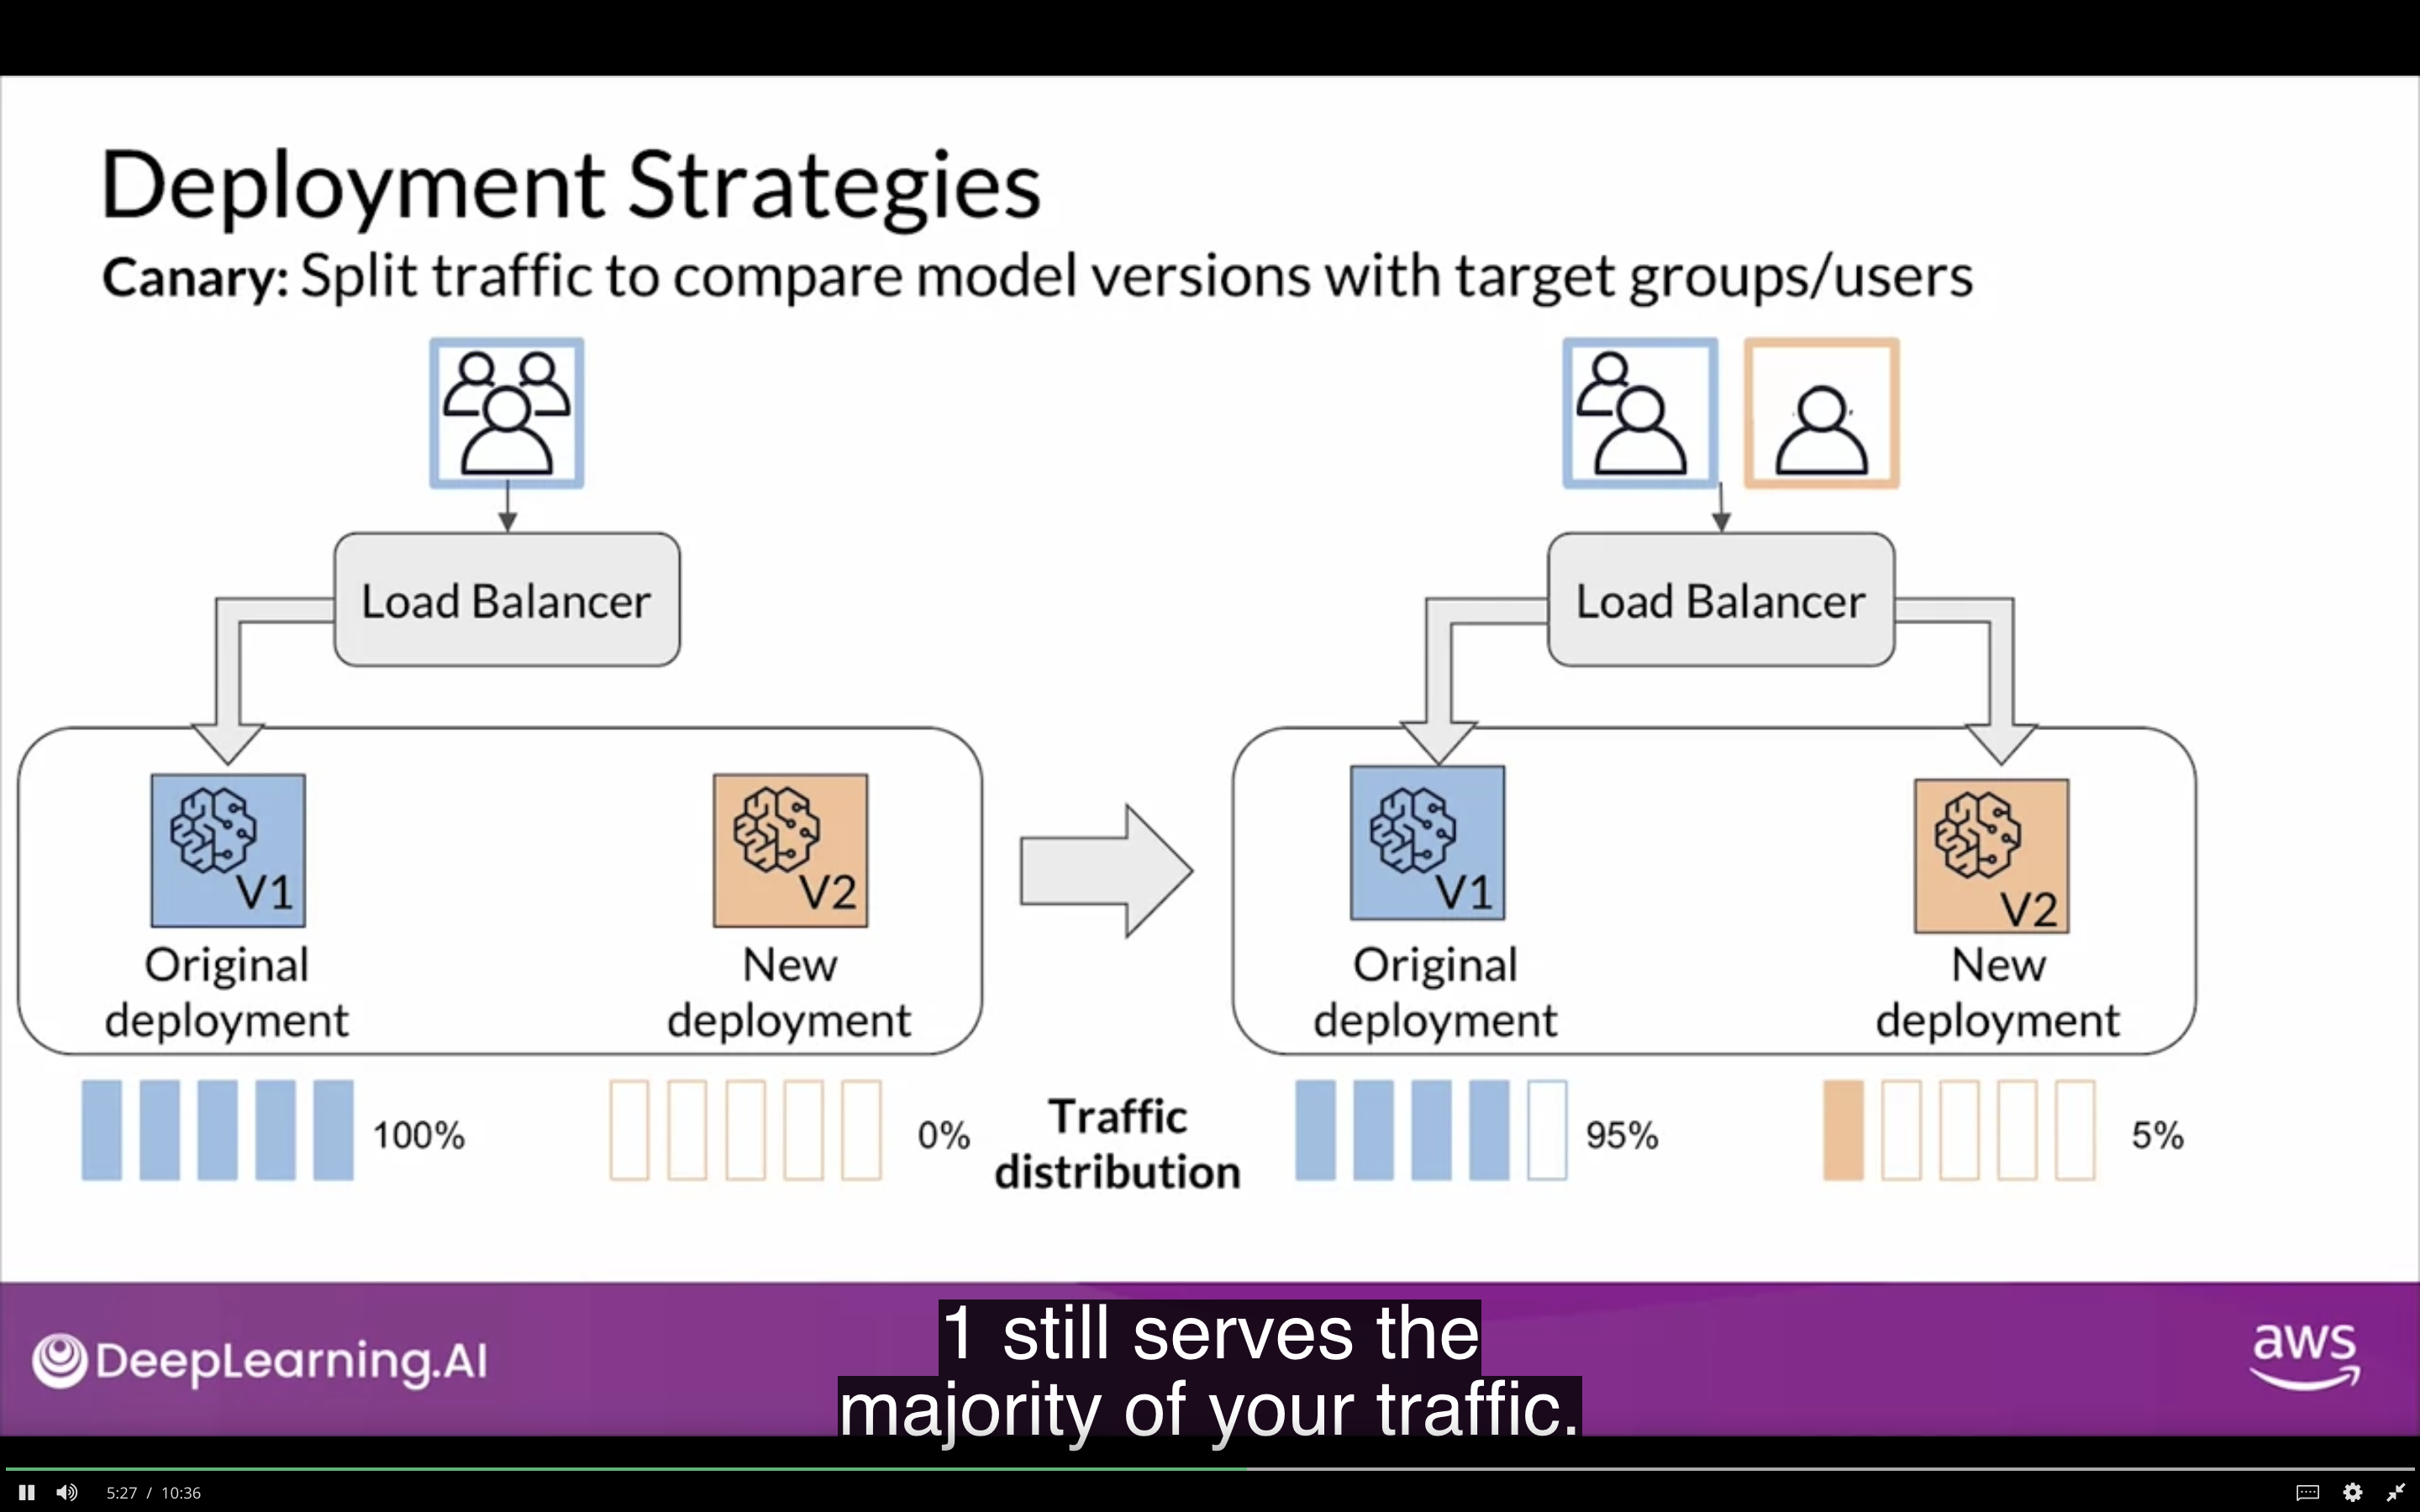 Deployment Strategies
Canary: Split traffic to compare model versions with target groups/users
Load Balancer
Load Balancer
V1
V2
V1
V2
Original
deployment
New
deployment
Original
deployment
New
deployment
100%
0%
Traffic
distribution
95%
5%
DeepLearning.AI
1 still serves the
majority of your traffic.
aws
5:27 / 10:36